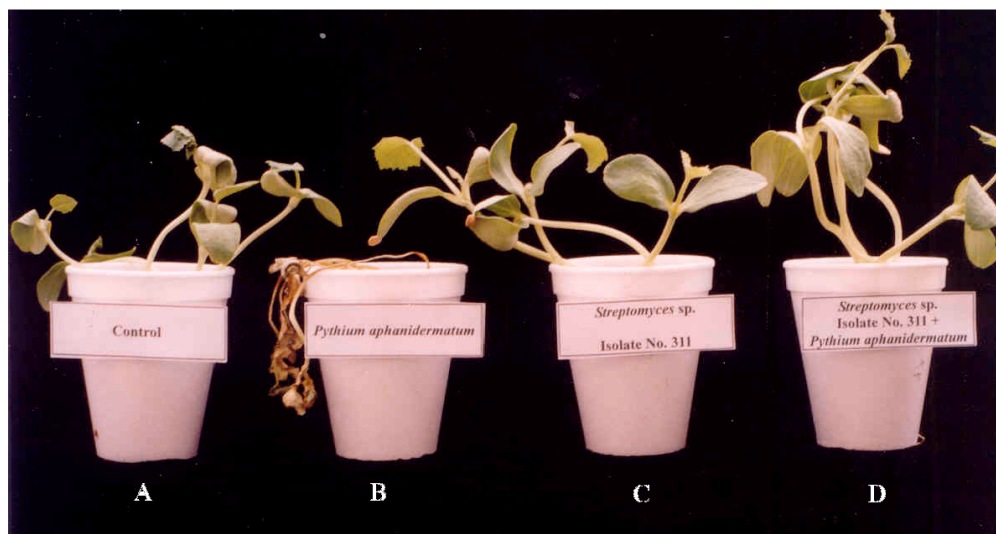 Control
Pythium aphanidermatum
Streptomyces sp.
Isolate No. 311
Streptomyces sp.
Isolate No. 311 +
Pythium aphanidermatum
A
B
C
D